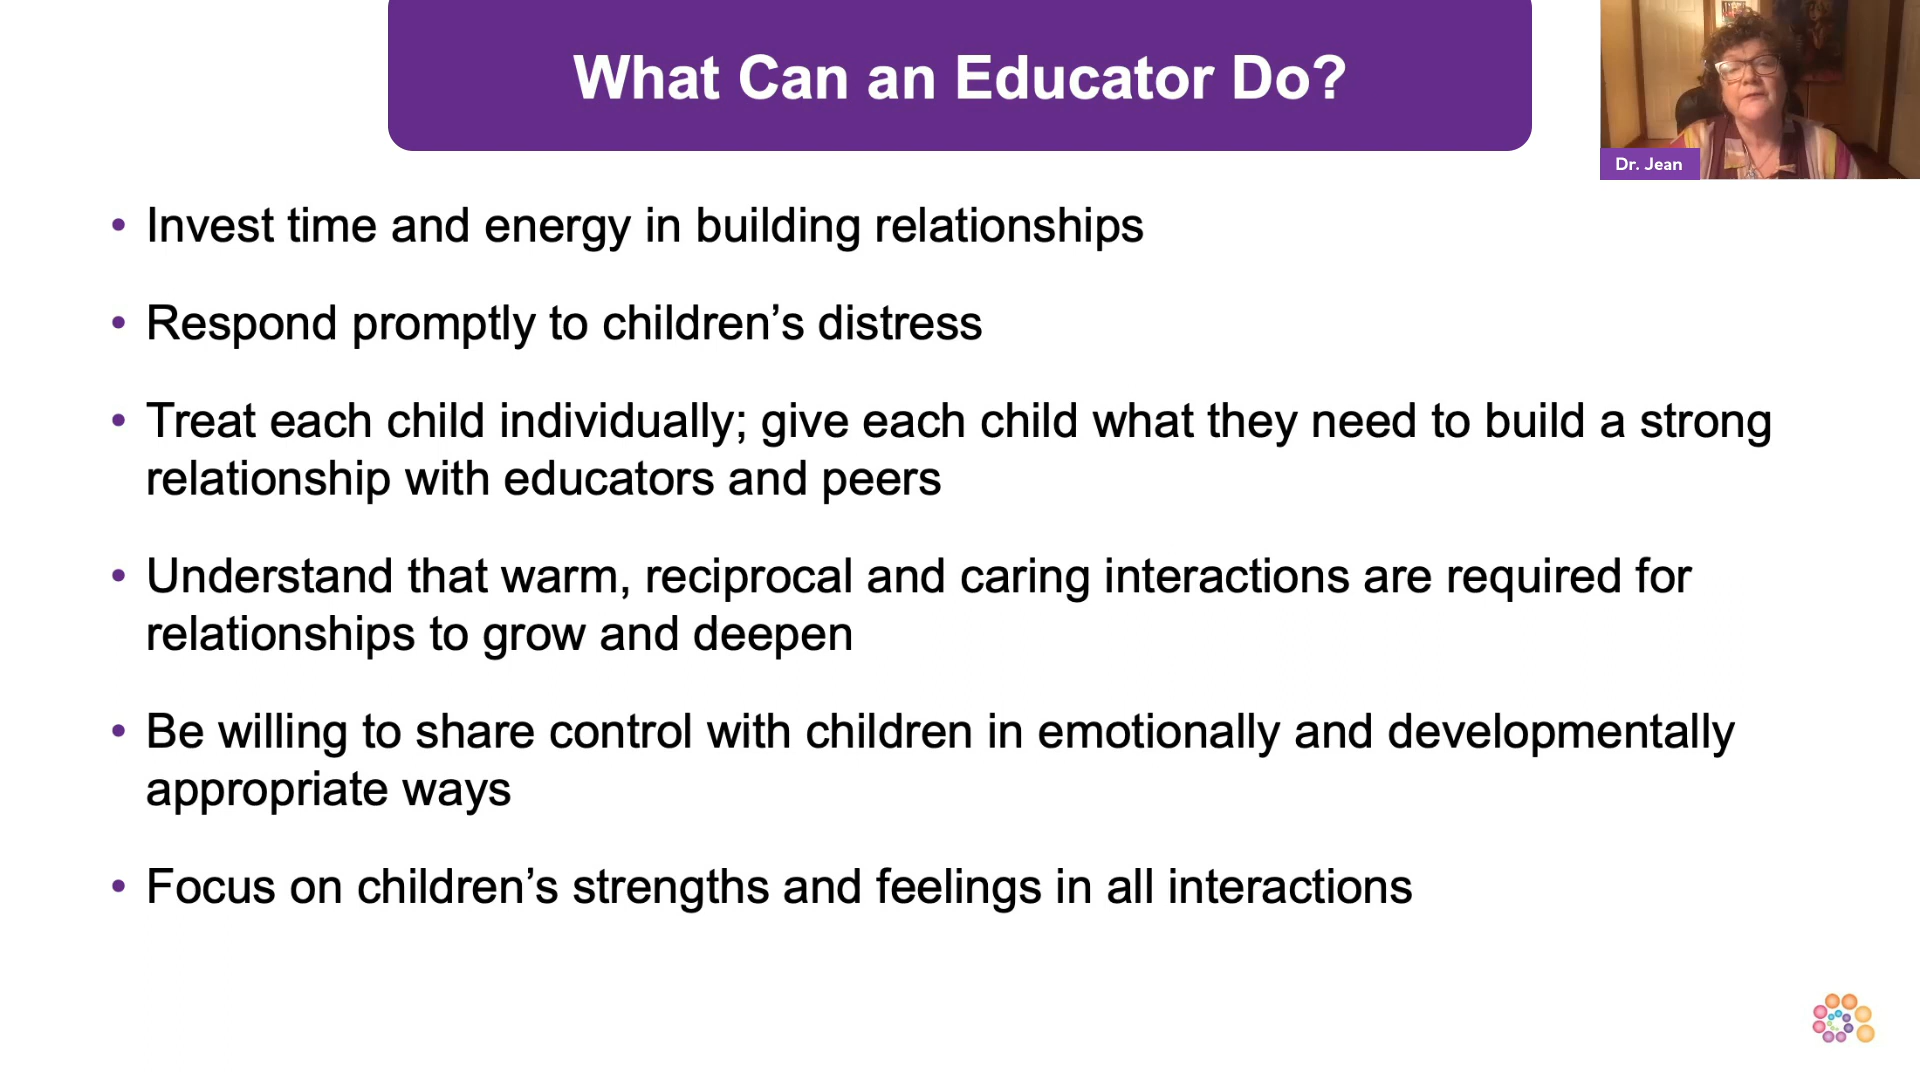 What Can an Educator Do?
Dr. Jean
• Invest time and energy in building relationships
• Respond promptly to children’s distress
• Treat each child individually; give each child what they need to build a strong
relationship with educators and peers
• Understand that warm, reciprocal and caring interactions are required for
relationships to grow and deepen
• Be willing to share control with children in emotionally and developmentally
appropriate ways
• Focus on children’s strengths and feelings in all interactions